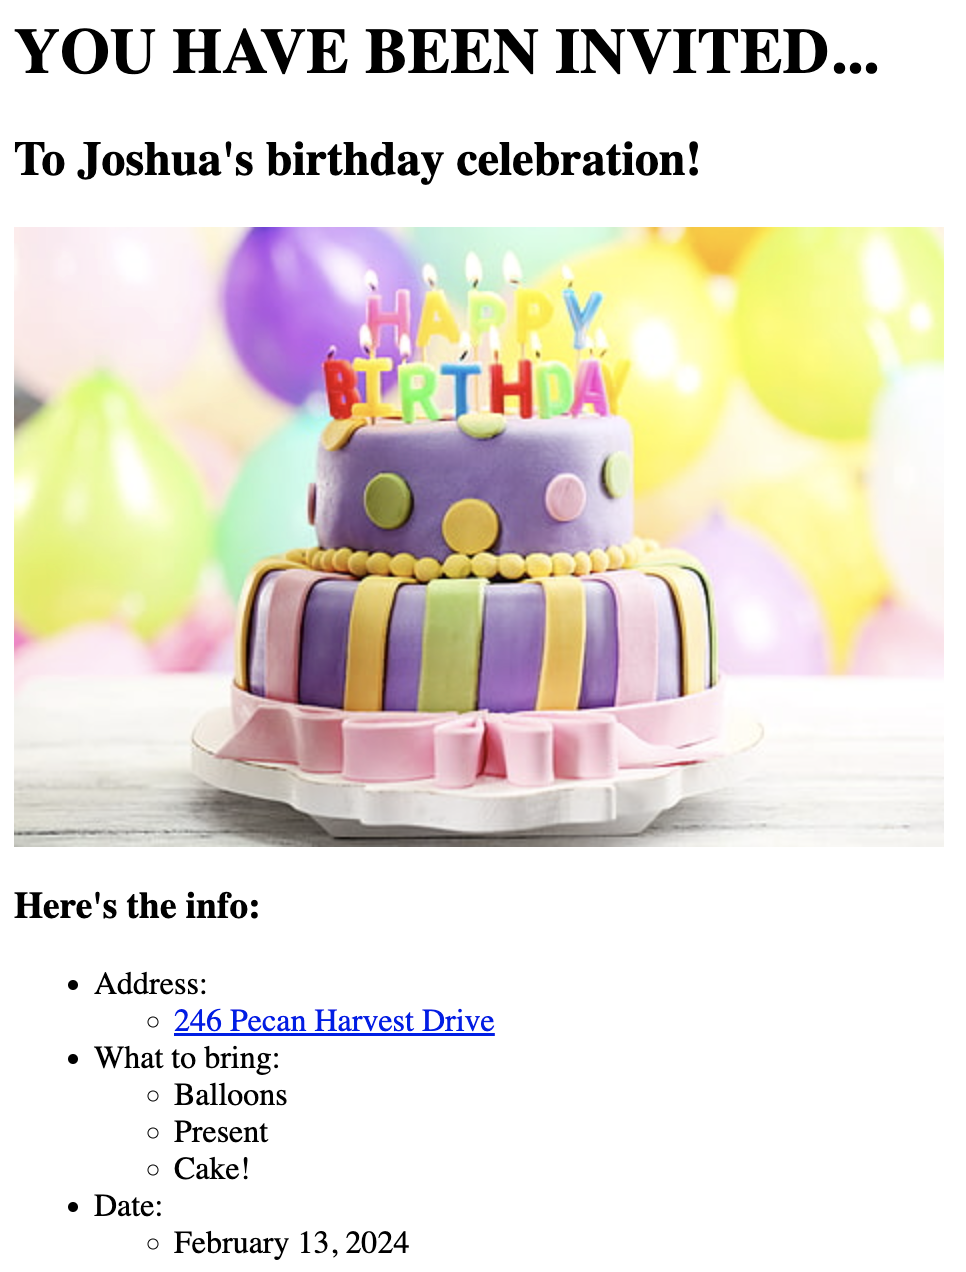 YOU HAVE BEEN INVITED...
To Joshua's birthday celebration!
HAPPY
BIRTHDAY
Here's the info:
Address:
246 Pecan Harvest Drive
What to bring:
Balloons
Present
Cake!
Date:
February 13, 2024